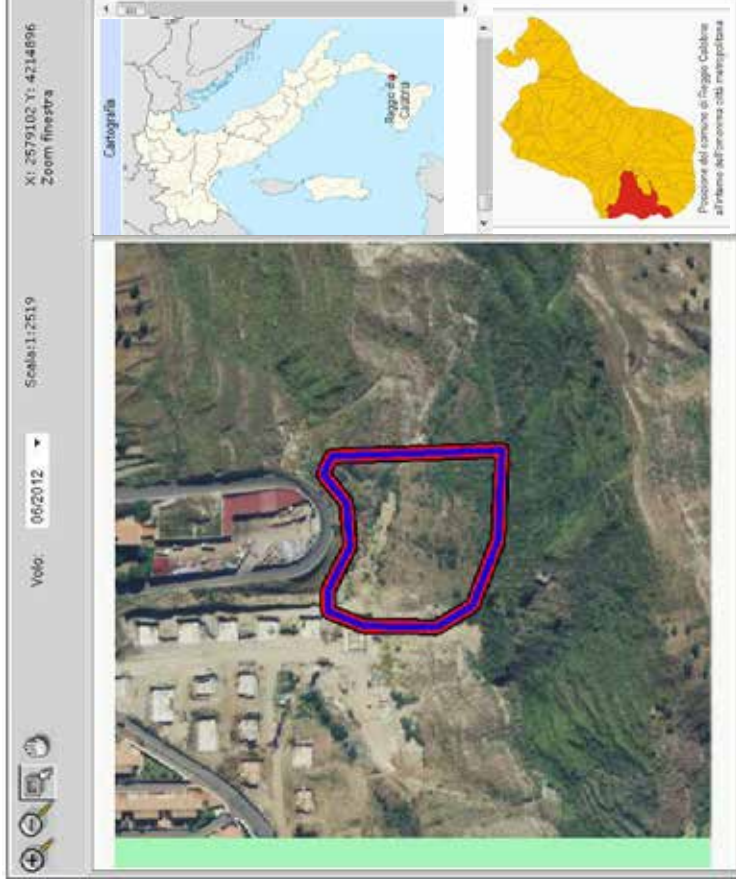 Volo: 06/2012 Scala:1:2519 X: 2579102 Y: 4214896
Zoom finestra
Cartografia
Reggio di
Calabria
Posizione del comune di Reggio Calabria
all'interno dell'omonima città metropolitana